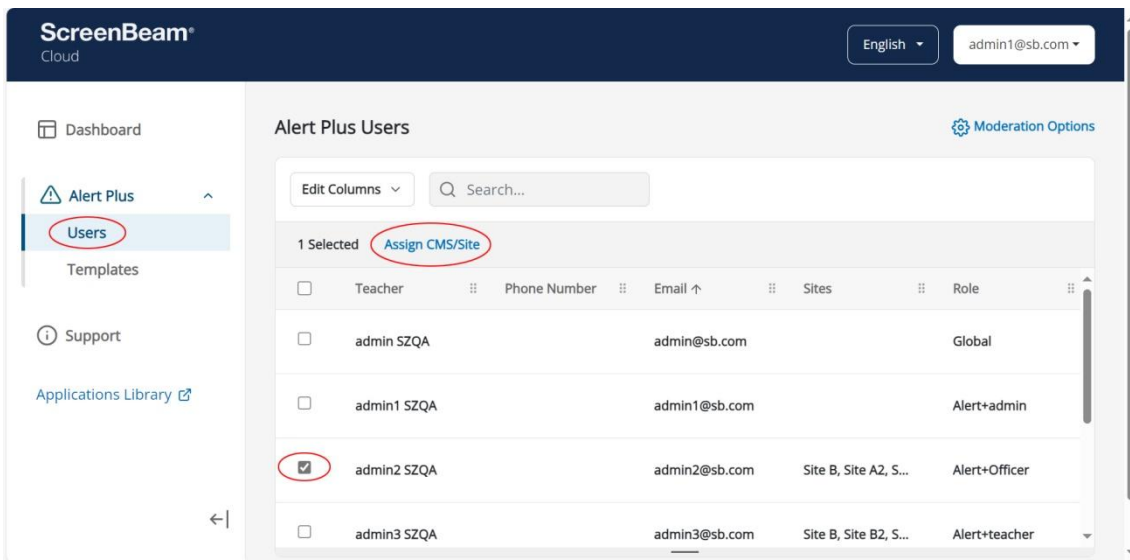 ScreenBeam®
Cloud
English
admin1@sb.com
Dashboard
Alert Plus
Users
Templates
Support
Applications Library
Alert Plus Users
Moderation Options
Edit Columns
Search...
1 Selected Assign CMS/Site
Teacher Phone Number Email Sites Role
admin SZQA admin@sb.com Global
admin1 SZQA admin1@sb.com Alert+admin
admin2 SZQA admin2@sb.com Site B, Site A2, S... Alert+Officer
admin3 SZQA admin3@sb.com Site B, Site B2, S... Alert+teacher